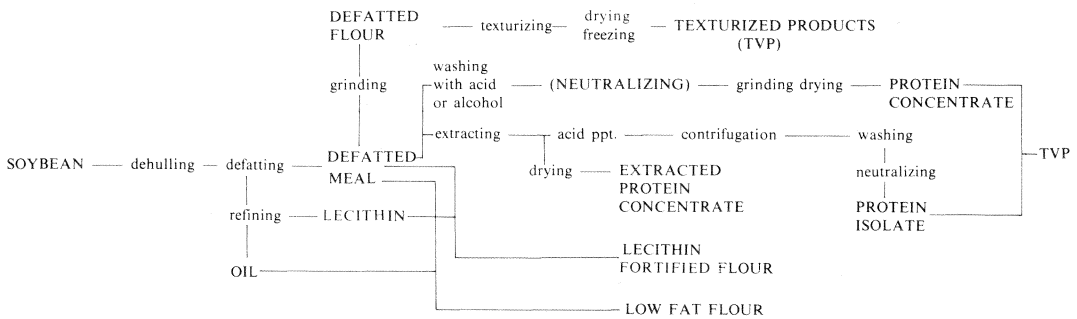 DEFATTED
FLOUR
texturizing
drying
freezing
TEXTURIZED PRODUCTS
(TVP)
grinding
washing
with acid
or alcohol
(NEUTRALIZING)
grinding drying
PROTEIN
CONCENTRATE
extracting
acid ppt.
contrifugation
washing
SOYBEAN
dehulling
defatting
DEFATTED
MEAL
drying
EXTRACTED
PROTEIN
CONCENTRATE
neutralizing
TVP
refining
LECITHIN
PROTEIN
ISOLATE
LECITHIN
FORTIFIED FLOUR
OIL
LOW FAT FLOUR